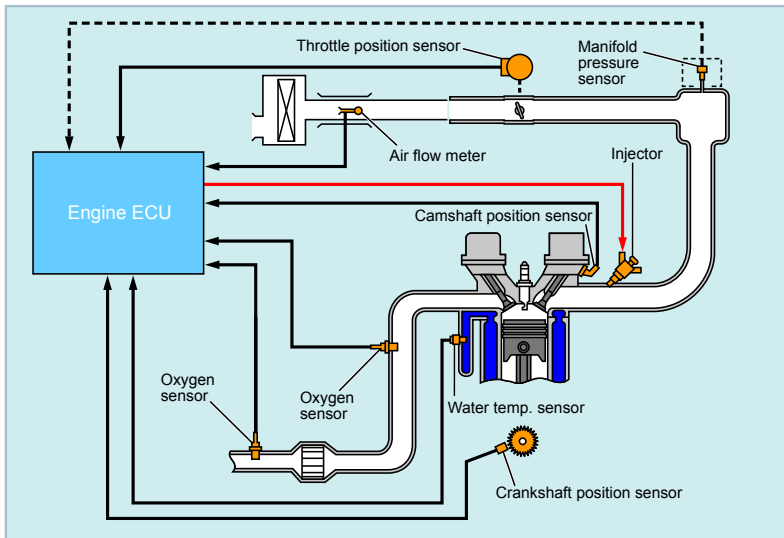 Throttle position sensor
Manifold
pressure
sensor
Air flow meter
Injector
Engine ECU
Camshaft position sensor
Oxygen
sensor
Oxygen
sensor
Water temp. sensor
Crankshaft position sensor